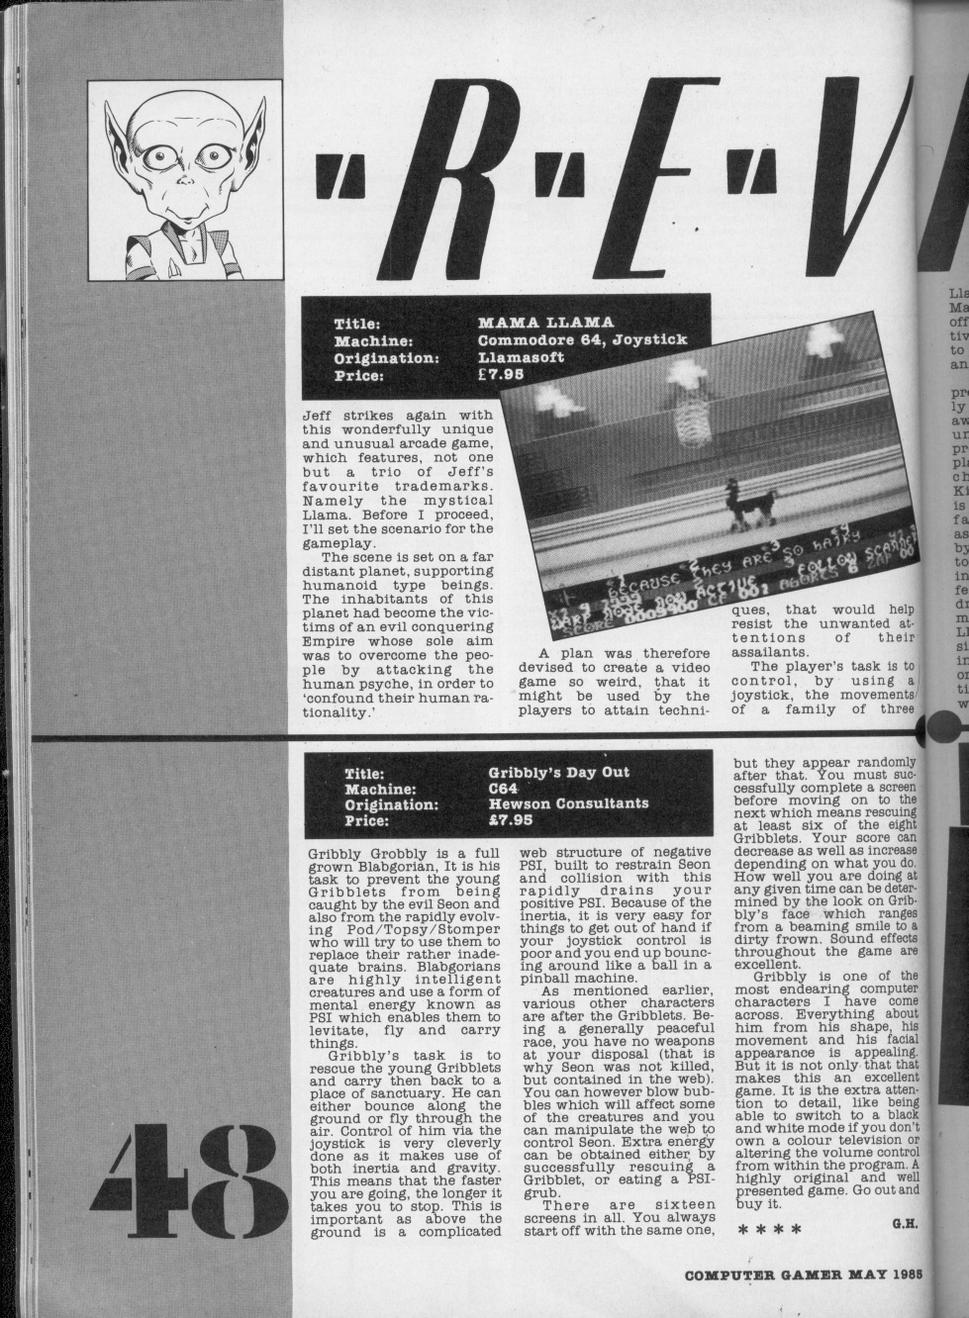 R E V
Title: MAMA LLAMA
Machine: Commodore 64, Joystick
Origination: Llamasoft
Price: £7.95
Jeff strikes again with
this wonderfully unique
and unusual arcade game,
which features, not one
but a trio of Jeff's
favourite trademarks.
Namely the mystical
Llama. Before I proceed,
I'll set the scenario for the
gameplay.
The scene is set on a far
distant planet, supporting
humanoid type beings.
The inhabitants of this
planet had become the vic-
tims of an evil conquering
Empire whose sole aim
was to overcome the peo-
ple by attacking the
human psyche, in order to
'confound their human ra-
tionality.'
BECAUSE THEY ARE SO HAIRY
A plan was therefore
devised to create a video
game so weird, that it
might be used by the
players to attain techni-
ques, that would help
resist the unwanted at-
tentions of their
assailants.
The player's task is to
control, by using a
joystick, the movements
of a family of three
Title: Gribbly's Day Out
Machine: C64
Origination: Hewson Consultants
Price: £7.95
Gribbly Grobbly is a full
grown Blabgorian, It is his
task to prevent the young
Gribblets from being
caught by the evil Seon and
also from the rapidly evolv-
ing Pod/Topsy/Stomper
who will try to use them to
replace their rather inade-
quate brains. Blabgorians
are highly intelligent
creatures and use a form of
mental energy known as
PSI which enables them to
levitate, fly and carry
things.
Gribbly's task is to
rescue the young Gribblets
and carry then back to a
place of sanctuary. He can
either bounce along the
ground or fly through the
air. Control of him via the
joystick is very cleverly
done as it makes use of
both inertia and gravity.
This means that the faster
you are going, the longer it
takes you to stop. This is
important as above the
ground is a complicated
web structure of negative
PSI, built to restrain Seon
and collision with this
rapidly drains your
positive PSI. Because of the
inertia, it is very easy for
things to get out of hand if
your joystick control is
poor and you end up bounc-
ing around like a ball in a
pinball machine.
As mentioned earlier,
various other characters
are after the Gribblets. Be-
ing a generally peaceful
race, you have no weapons
at your disposal (that is
why Seon was not killed,
but contained in the web).
You can however blow bub-
bles which will affect some
of the creatures and you
can manipulate the web to
control Seon. Extra energy
can be obtained either by
successfully rescuing a
Gribblet, or eating a PSI-
grub.
There are sixteen
screens in all. You always
start off with the same one,
but they appear randomly
after that. You must suc-
cessfully complete a screen
before moving on to the
next which means rescuing
at least six of the eight
Gribblets. Your score can
decrease as well as increase
depending on what you do.
How well you are doing at
any given time can be deter-
mined by the look on Grib-
bly's face which ranges
from a beaming smile to a
dirty frown. Sound effects
throughout the game are
excellent.
Gribbly is one of the
most endearing computer
characters I have come
across. Everything about
him from his shape, his
movement and his facial
appearance is appealing.
But it is not only that that
makes this an excellent
game. It is the extra atten-
tion to detail, like being
able to switch to a black
and white mode if you don't
own a colour television or
altering the volume control
from within the program. A
highly original and well
presented game. Go out and
buy it.
* * * *
G.H.
48
COMPUTER GAMER MAY 1985